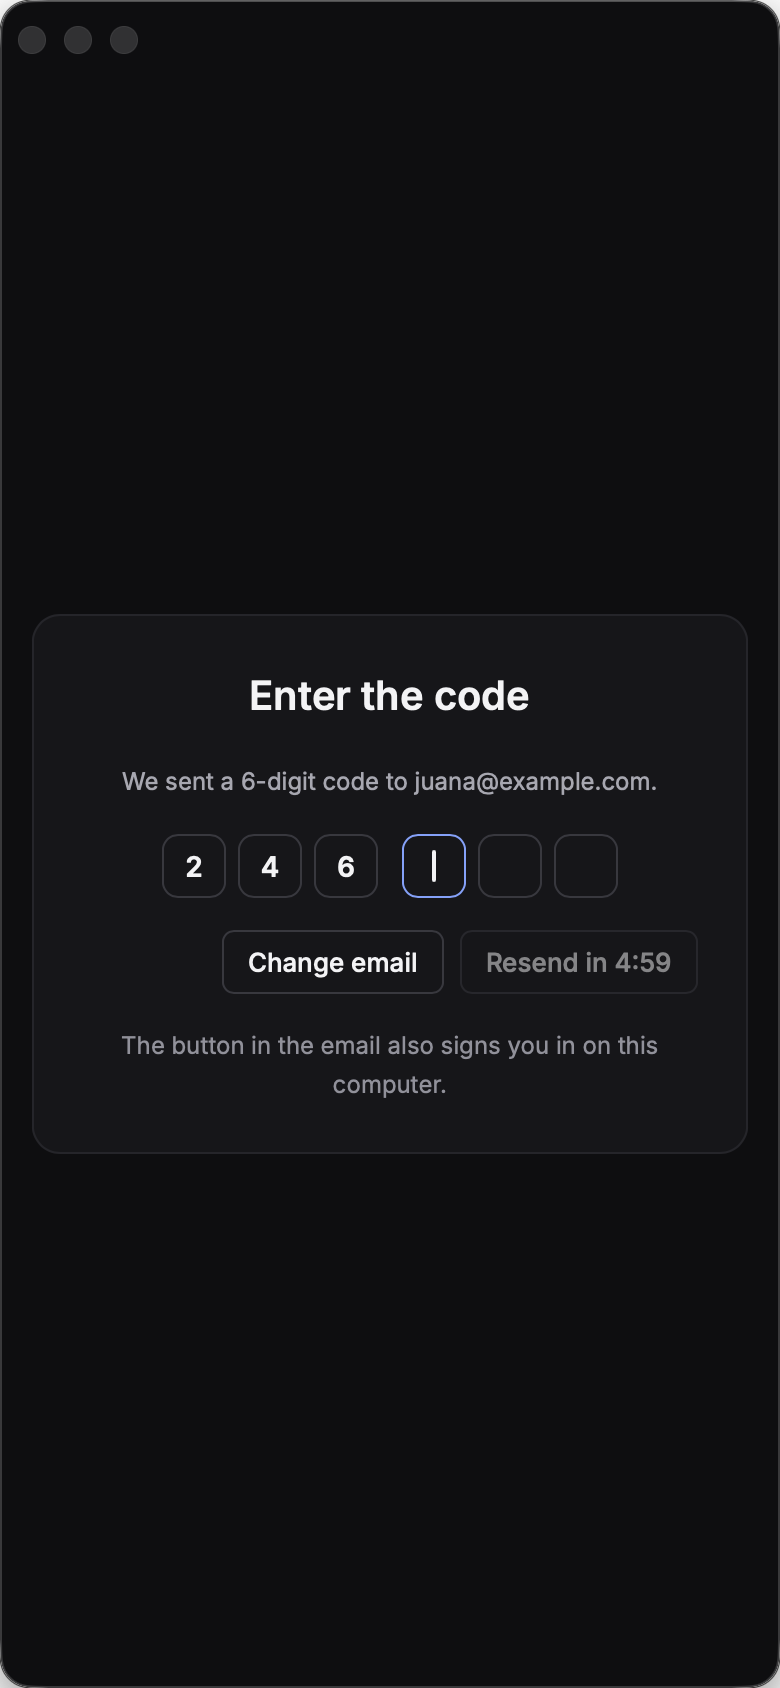 Enter the code
We sent a 6-digit code to juana@example.com.
2 4 6
Change email Resend in 4:59
The button in the email also signs you in on this
computer.